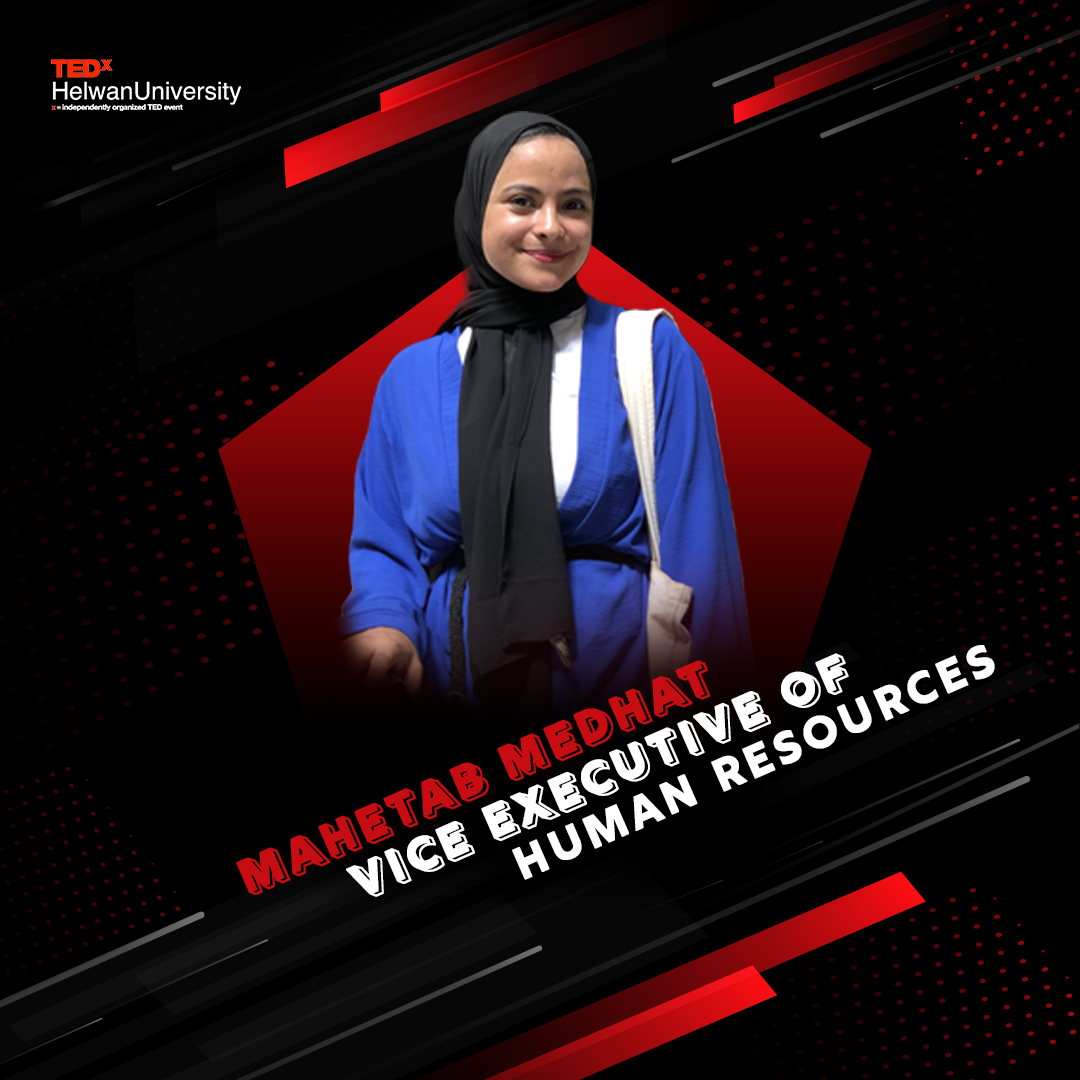 TEDx
HelwanUniversity
x = independently organized TED event
MAHETAB MEDHAT
VICE EXECUTIVE OF
HUMAN RESOURCES